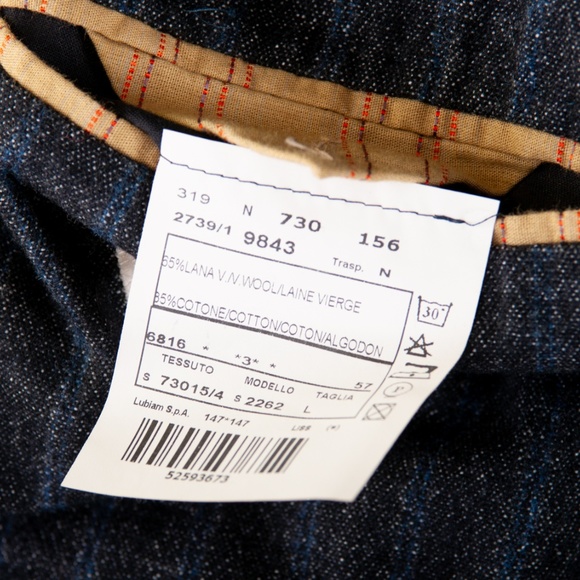 319 N 730 156
2739/1 9843 Trasp. N
65%LANA V./V.WOOL/LAINE VIERGE
35%COTONE/COTTON/COTON/ALGODON
6816 * *3* * 57
TESSUTO MODELLO TAGLIA
S 73015/4 S 2262 L
Lubiam S.p.A. 147*147 LISS (*)
52593673
30°
P